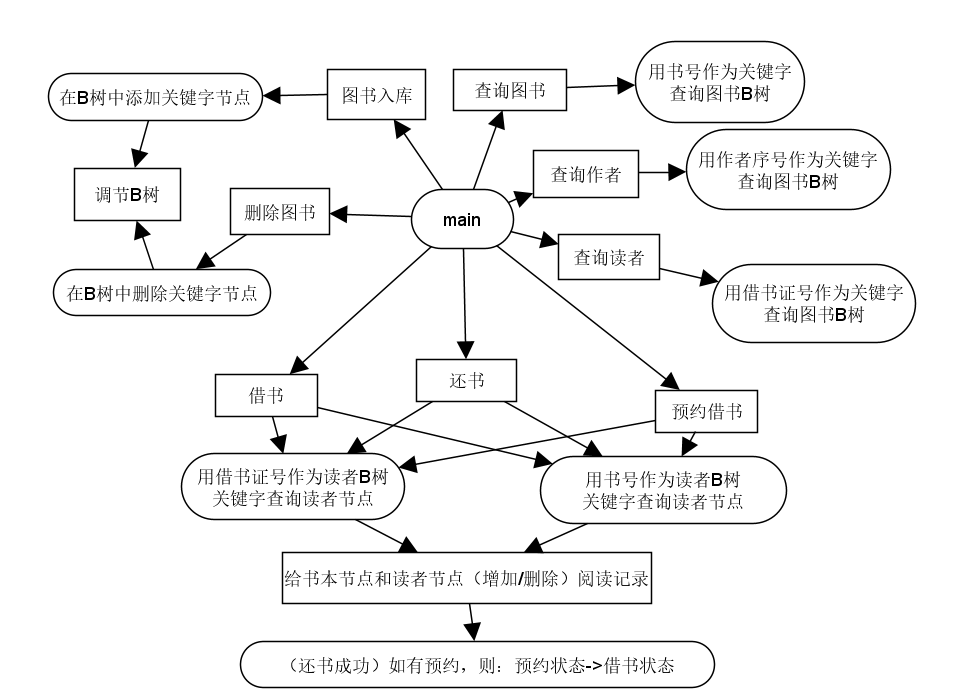 图书入库
查询图书
用书号作为关键字
查询图书B树
在B树中添加关键字节点
查询作者
用作者序号作为关键字
查询图书B树
调节B树
删除图书
main
查询读者
在B树中删除关键字节点
用借书证号作为关键字
查询图书B树
借书
还书
预约借书
用借书证号作为读者B树
关键字查询读者节点
用书号作为读者B树
关键字查询读者节点
给书本节点和读者节点（增加/删除）阅读记录
（还书成功）如有预约，则：预约状态->借书状态